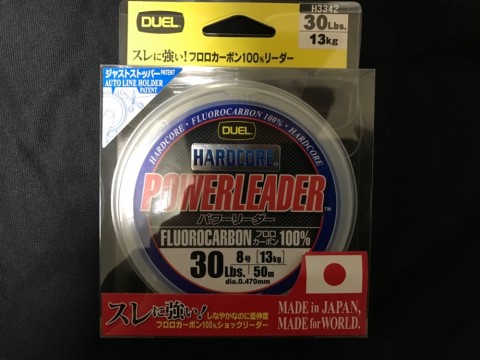 DUEL
H3342
30Lbs.
13kg
スレに強い!フロロカーボン100%リーダー
ジャストストッパー PATENT
AUTO LINE HOLDER
PATENT
HARDCORE・FLUOROCARBON 100%・HARDCORE
DUEL
HARDCORE
POWERLEADER™
パワーリーダー
FLUOROCARBON フロロカーボン 100%
30Lbs. 8号 [13kg] 50m
dia.0.470mm
スレに強い! しなやかなのに低伸度
フロロカーボン100%ショックリーダー
MADE in JAPAN,
MADE for WORLD.